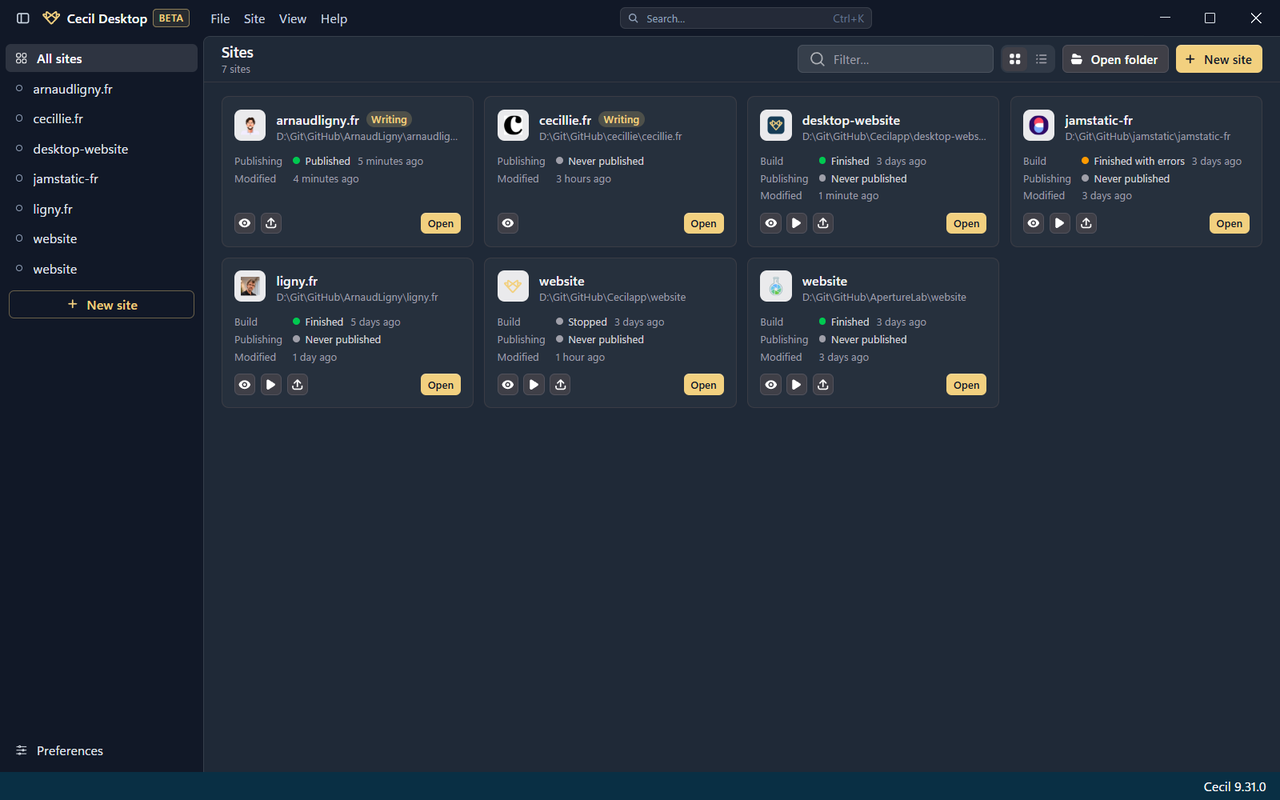 Cecil Desktop BETA File Site View Help Search... Ctrl+K
All sites
arnaudligny.fr
cecillie.fr
desktop-website
jamstatic-fr
ligny.fr
website
website
+ New site
Preferences
Sites
7 sites
Filter... Open folder + New site
arnaudligny.fr Writing
D:\Git\GitHub\ArnaudLigny\arnaudlig...
Publishing Published 5 minutes ago
Modified 4 minutes ago
Open
cecillie.fr Writing
D:\Git\GitHub\cecillie\cecillie.fr
Publishing Never published
Modified 3 hours ago
Open
desktop-website
D:\Git\GitHub\Cecilapp\desktop-webs...
Build Finished 3 days ago
Publishing Never published
Modified 1 minute ago
Open
jamstatic-fr
D:\Git\GitHub\jamstatic\jamstatic-fr
Build Finished with errors 3 days ago
Publishing Never published
Modified 3 days ago
Open
ligny.fr
D:\Git\GitHub\ArnaudLigny\ligny.fr
Build Finished 5 days ago
Publishing Never published
Modified 1 day ago
Open
website
D:\Git\GitHub\Cecilapp\website
Build Stopped 3 days ago
Publishing Never published
Modified 1 hour ago
Open
website
D:\Git\GitHub\ApertureLab\website
Build Finished 3 days ago
Publishing Never published
Modified 3 days ago
Open
Cecil 9.31.0